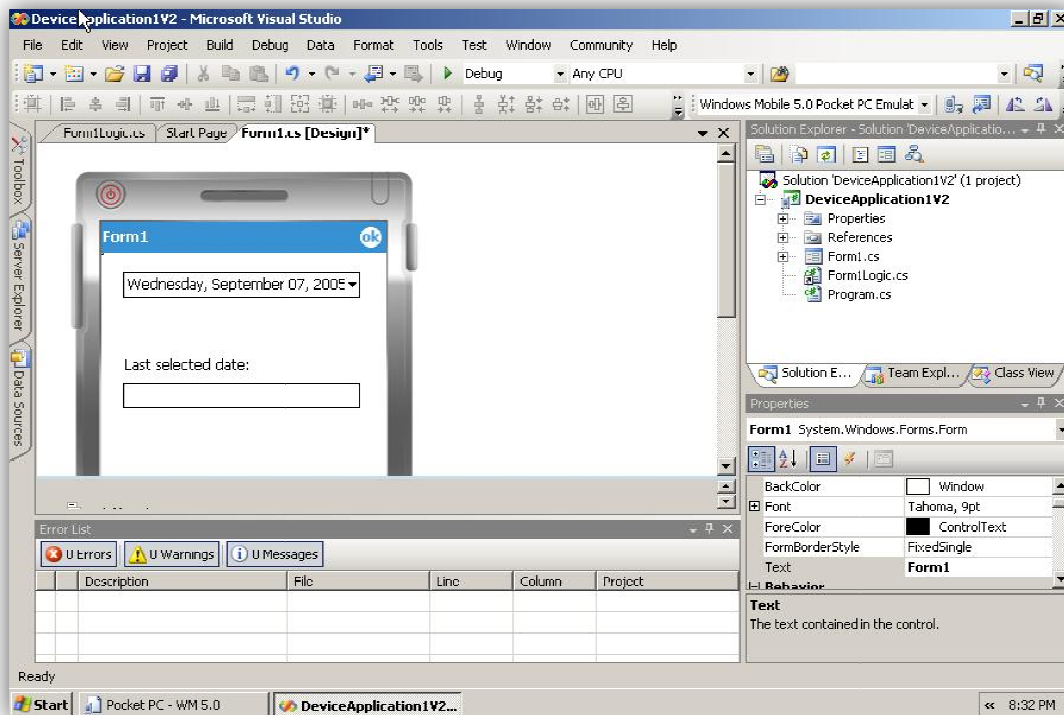 DeviceApplication1V2 - Microsoft Visual Studio
File Edit View Project Build Debug Data Format Tools Test Window Community Help
Debug Any CPU
Windows Mobile 5.0 Pocket PC Emulat
Form1Logic.cs Start Page Form1.cs [Design]*
Toolbox
Server Explorer
Data Sources
Form1 ok
Wednesday, September 07, 2005
Last selected date:
Solution Explorer - Solution 'DeviceApplicatio...
Solution 'DeviceApplication1V2' (1 project)
DeviceApplication1V2
Properties
References
Form1.cs
Form1Logic.cs
Program.cs
Solution E... Team Expl... Class View
Properties
Form1 System.Windows.Forms.Form
BackColor Window
Font Tahoma, 9pt
ForeColor ControlText
FormBorderStyle FixedSingle
Text Form1
Behavior
Text
The text contained in the control.
Error List
0 Errors 0 Warnings 0 Messages
Description File Line Column Project
Ready
Start Pocket PC - WM 5.0 DeviceApplication1V2... « 8:32 PM